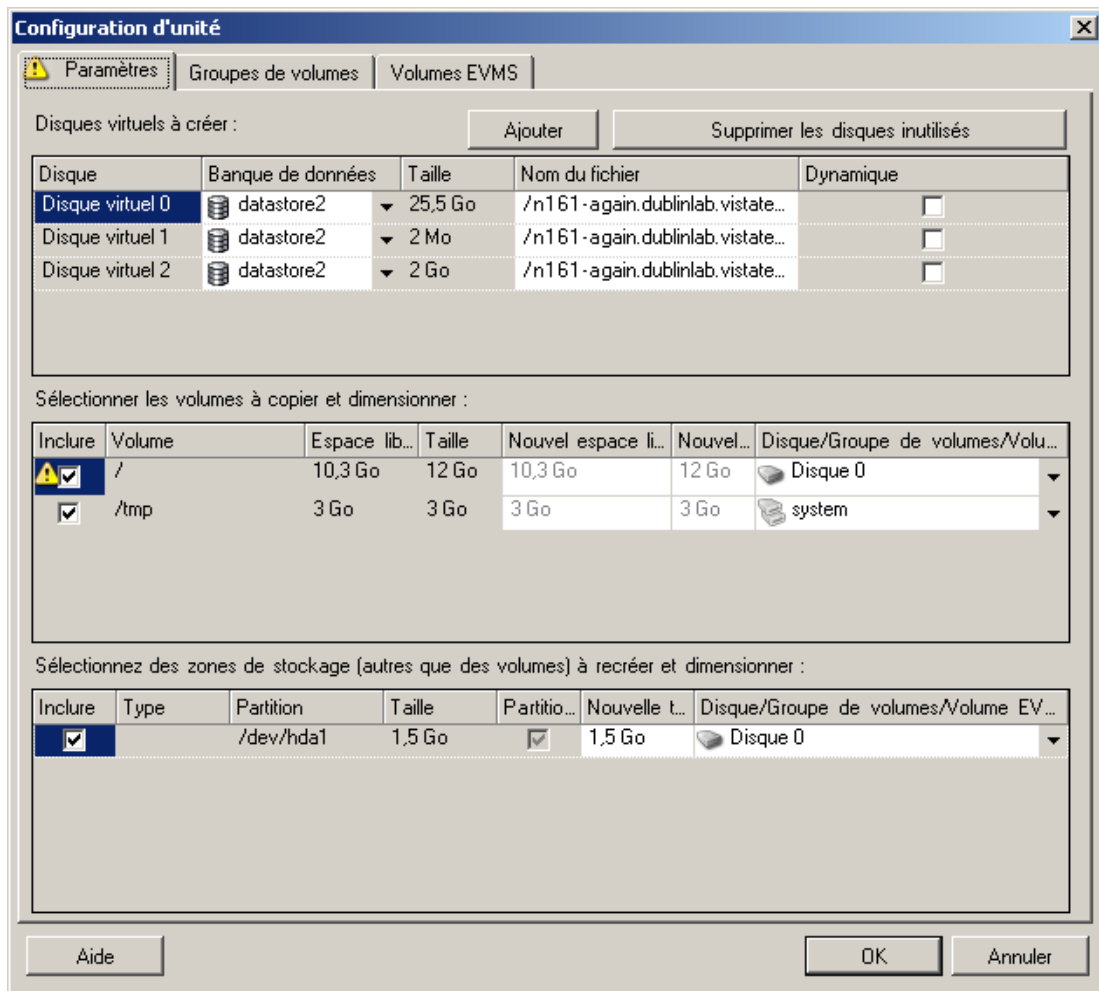 Configuration d'unité
Paramètres Groupes de volumes Volumes EVMS
Disques virtuels à créer : Ajouter Supprimer les disques inutilisés
Disque Banque de données Taille Nom du fichier Dynamique
Disque virtuel 0 datastore2 25,5 Go /n161-again.dublinlab.vistate...
Disque virtuel 1 datastore2 2 Mo /n161-again.dublinlab.vistate...
Disque virtuel 2 datastore2 2 Go /n161-again.dublinlab.vistate...
Sélectionner les volumes à copier et dimensionner :
Inclure Volume Espace lib... Taille Nouvel espace li... Nouvel... Disque/Groupe de volumes/Volu...
/ 10,3 Go 12 Go 10,3 Go 12 Go Disque 0
/tmp 3 Go 3 Go 3 Go 3 Go system
Sélectionnez des zones de stockage (autres que des volumes) à recréer et dimensionner :
Inclure Type Partition Taille Partitio... Nouvelle t... Disque/Groupe de volumes/Volume EV...
/dev/hda1 1,5 Go 1,5 Go Disque 0
Aide OK Annuler